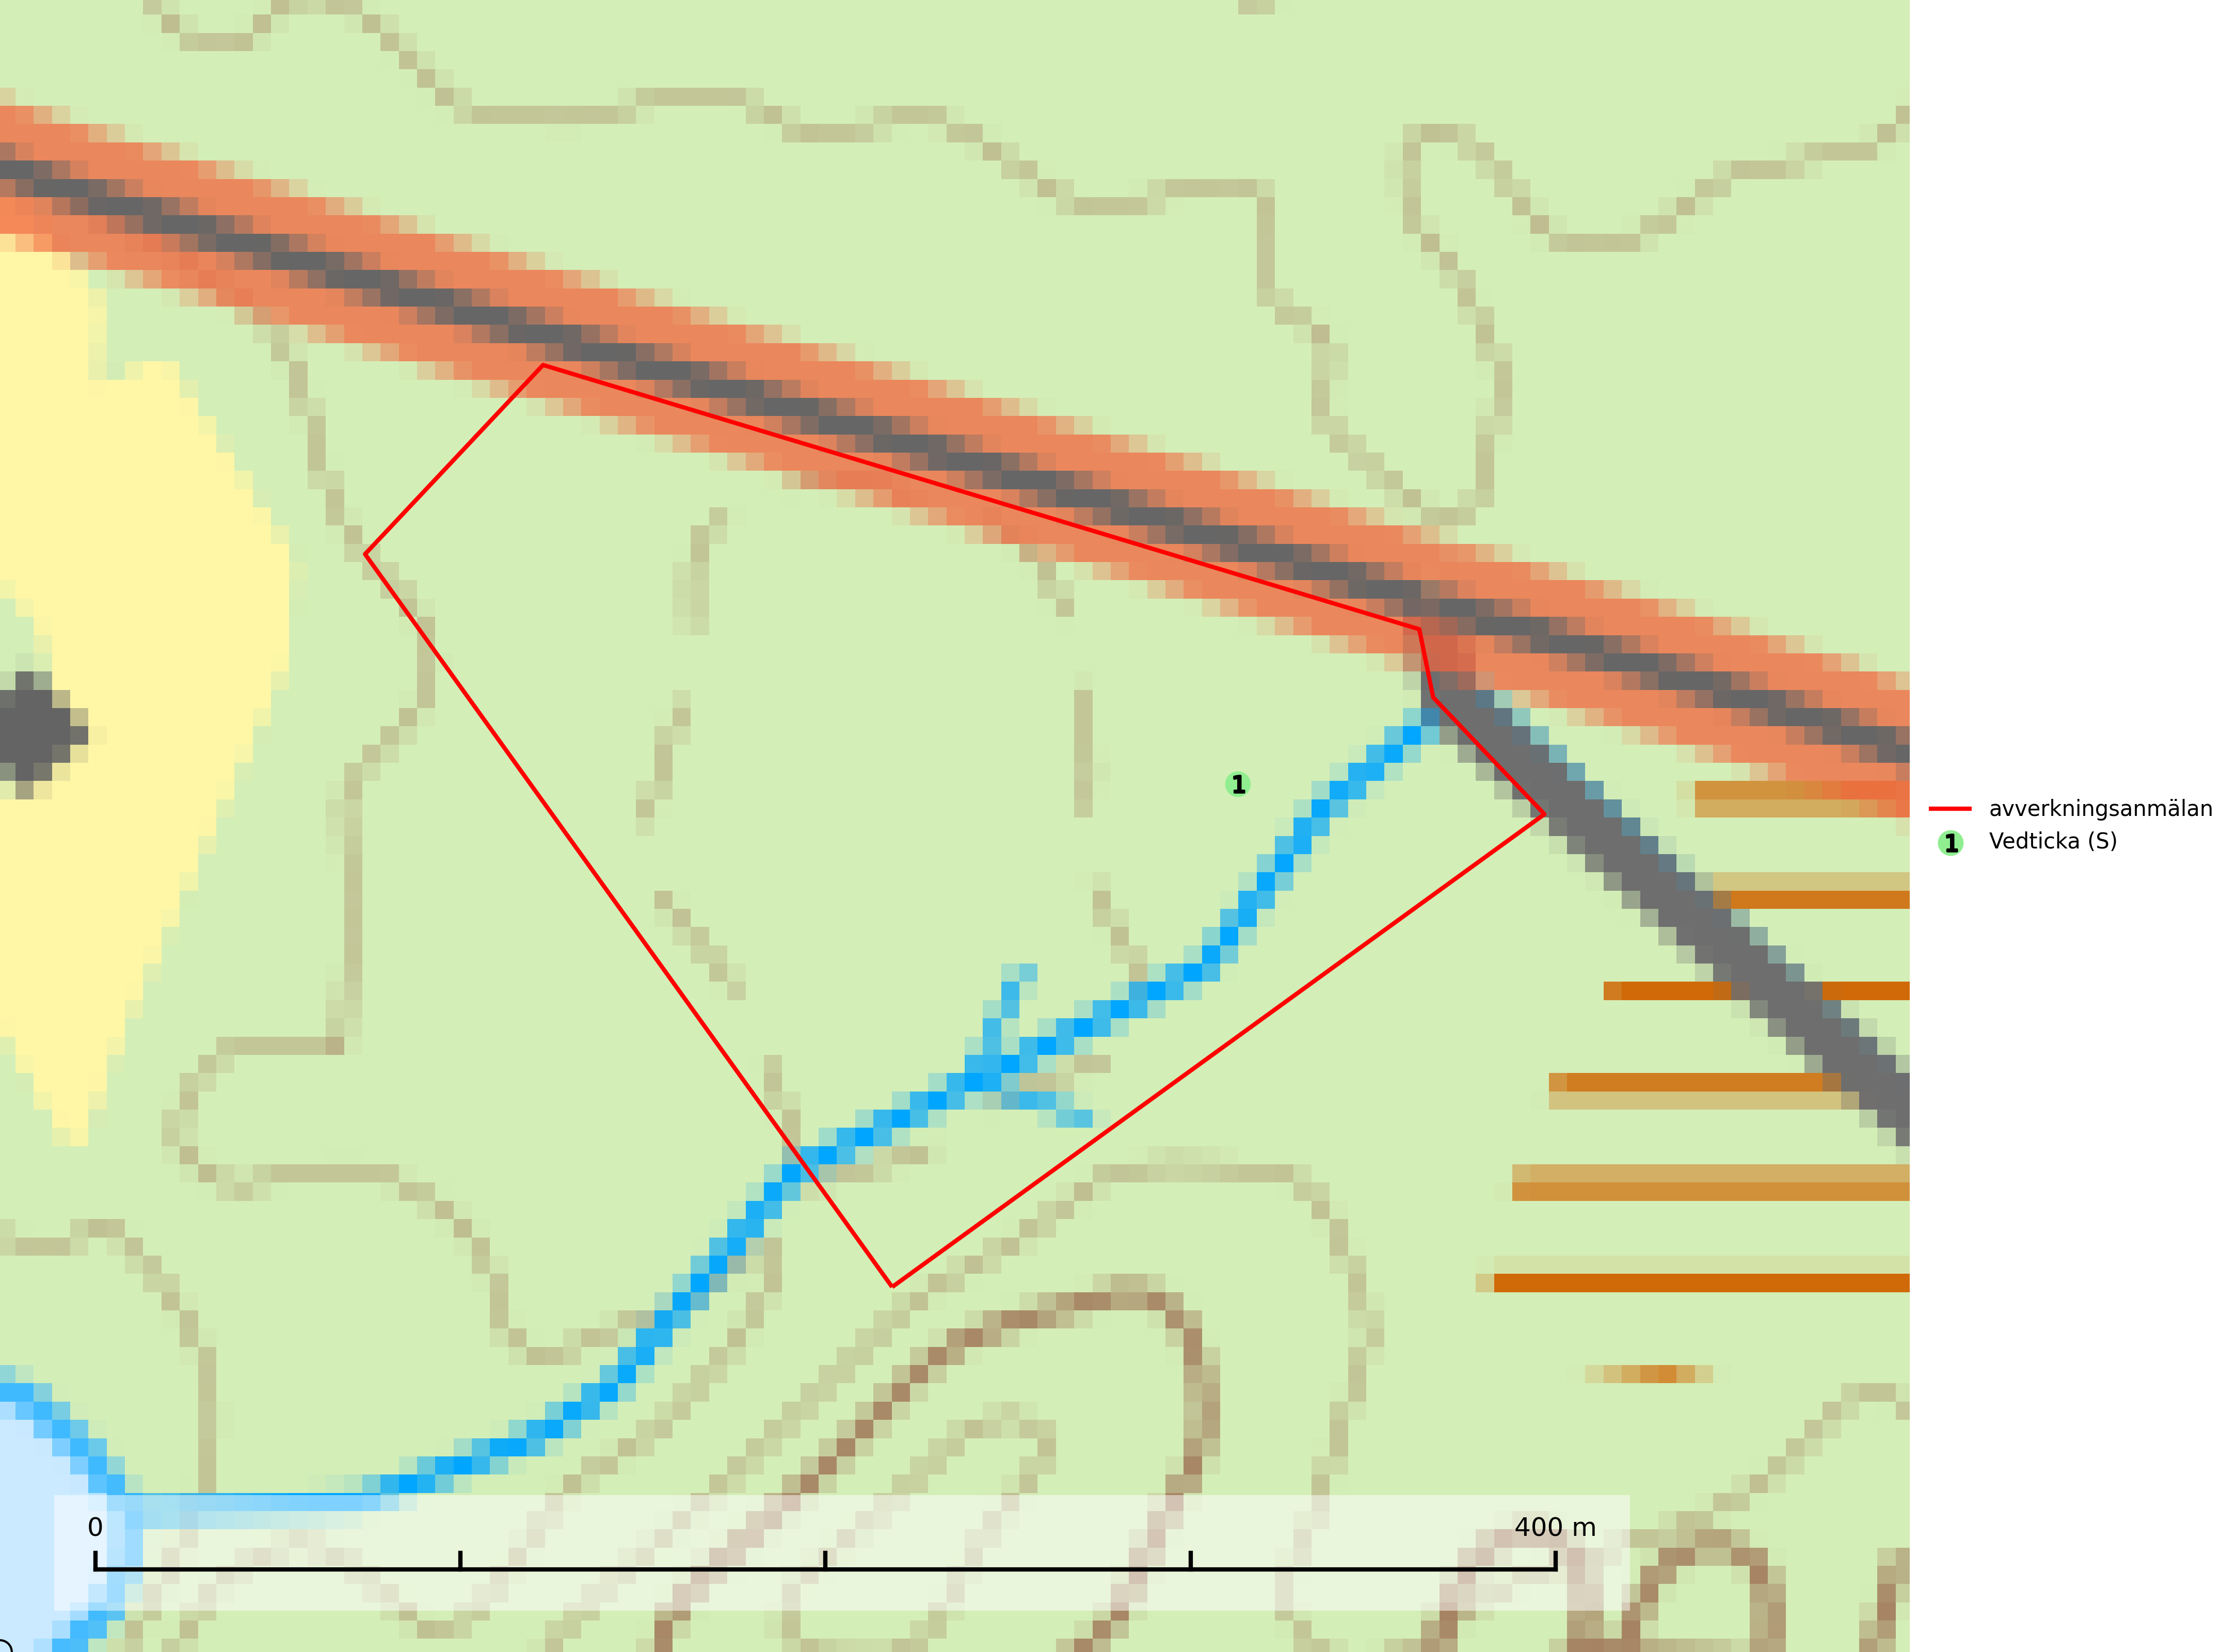 1
avverkningsanmälan
1 Vedticka (S)
0 400 m